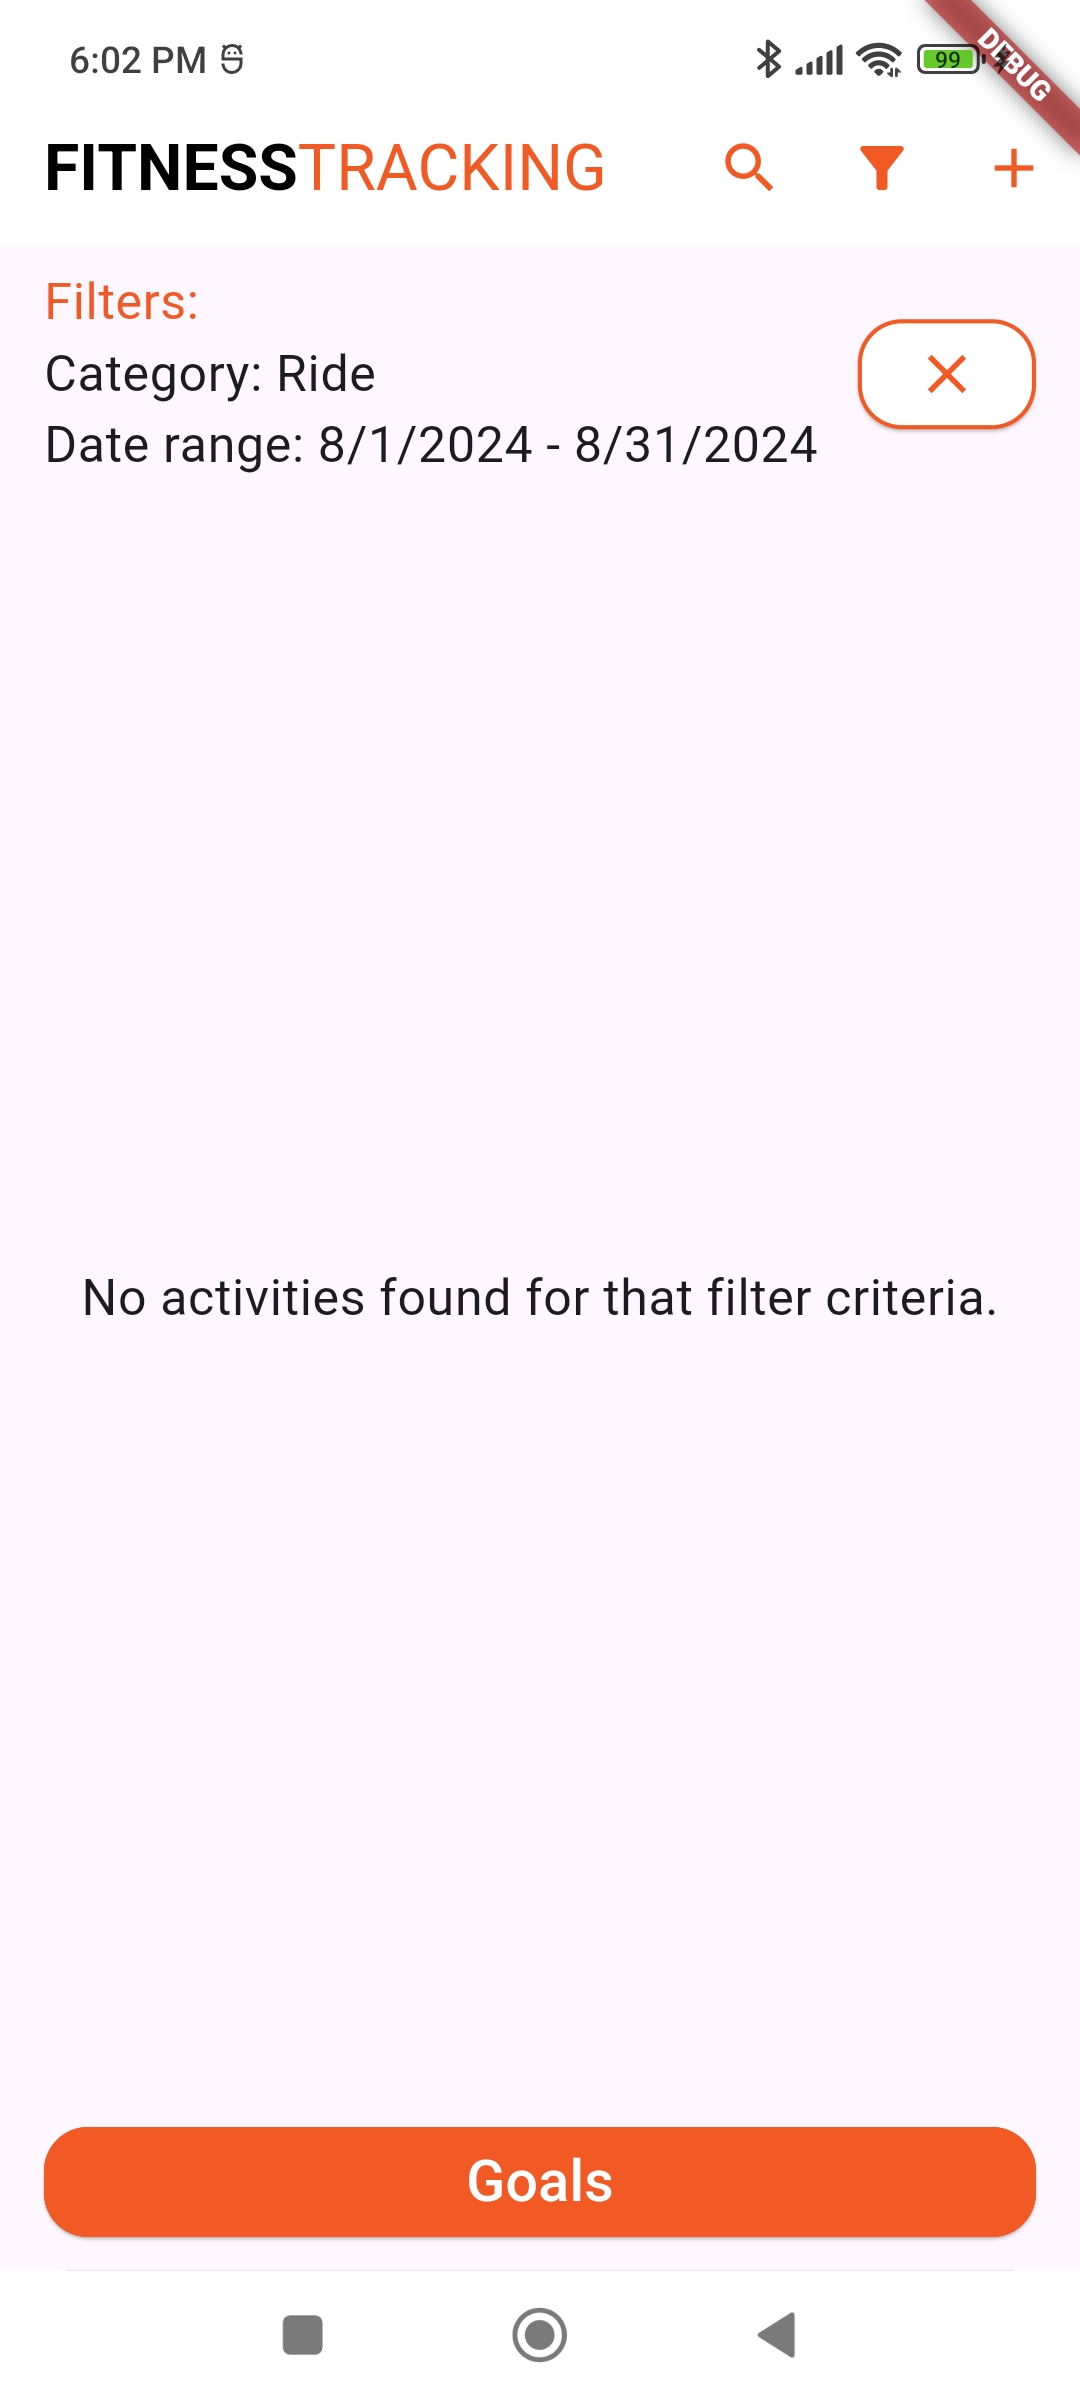 6:02 PM
99
DEBUG
FITNESSTRACKING
Filters:
Category: Ride
Date range: 8/1/2024 - 8/31/2024
No activities found for that filter criteria.
Goals